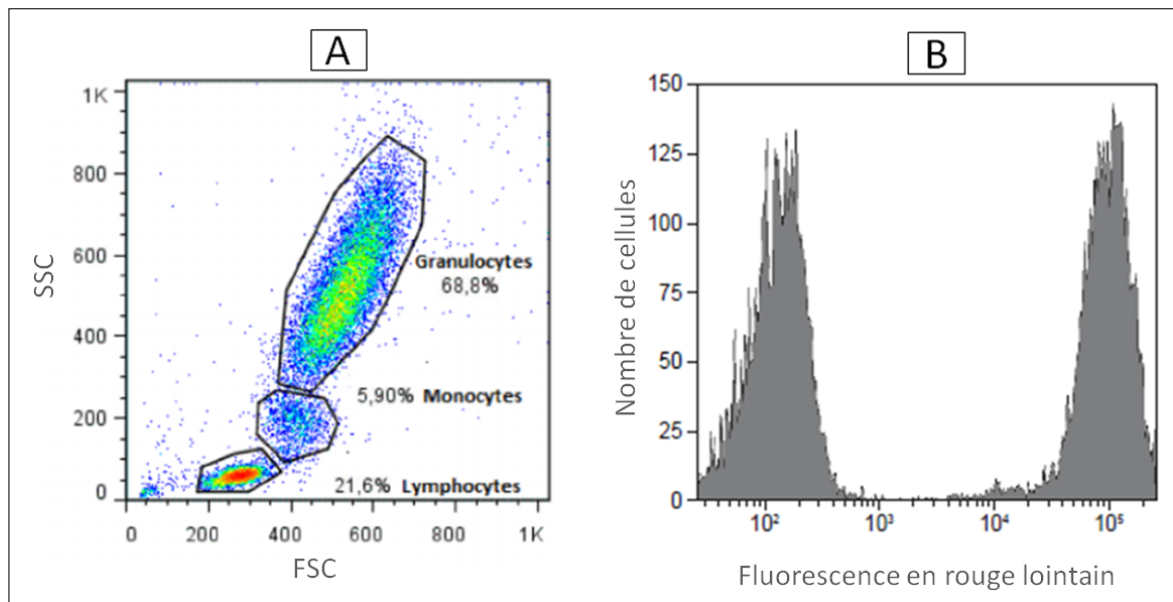 A
1K
800
600
400
200
0
SSC
Granulocytes
68,8%
5,90% Monocytes
21,6% Lymphocytes
0 200 400 600 800 1K
FSC
B
150
125
100
75
50
25
0
Nombre de cellules
10² 10³ 10⁴ 10⁵
Fluorescence en rouge lointain